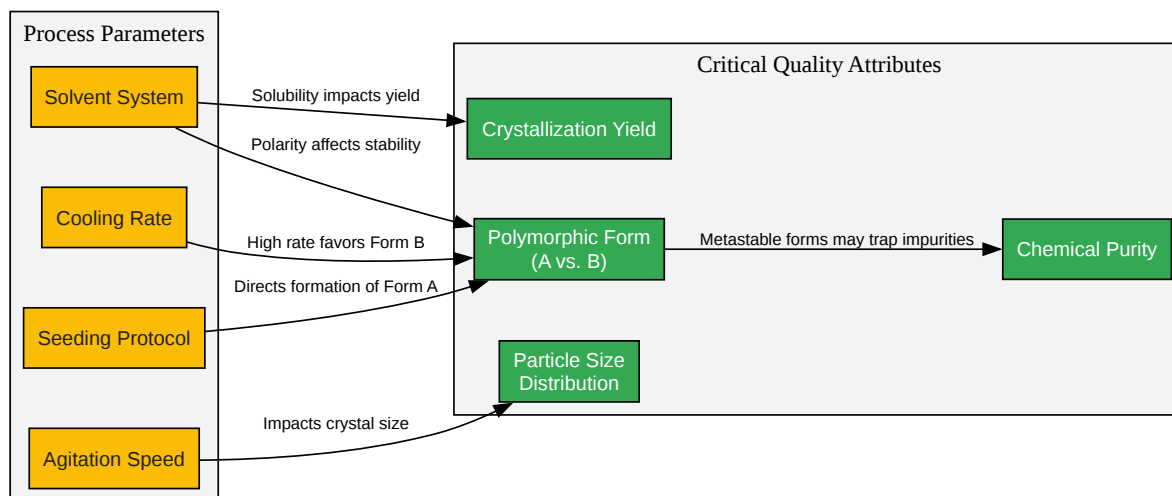 Process Parameters
Critical Quality Attributes
Solvent System
Solubility impacts yield
Crystallization Yield
Polarity affects stability
Cooling Rate
High rate favors Form B
Polymorphic Form
(A vs. B)
Metastable forms may trap impurities
Chemical Purity
Directs formation of Form A
Seeding Protocol
Particle Size
Distribution
Impacts crystal size
Agitation Speed